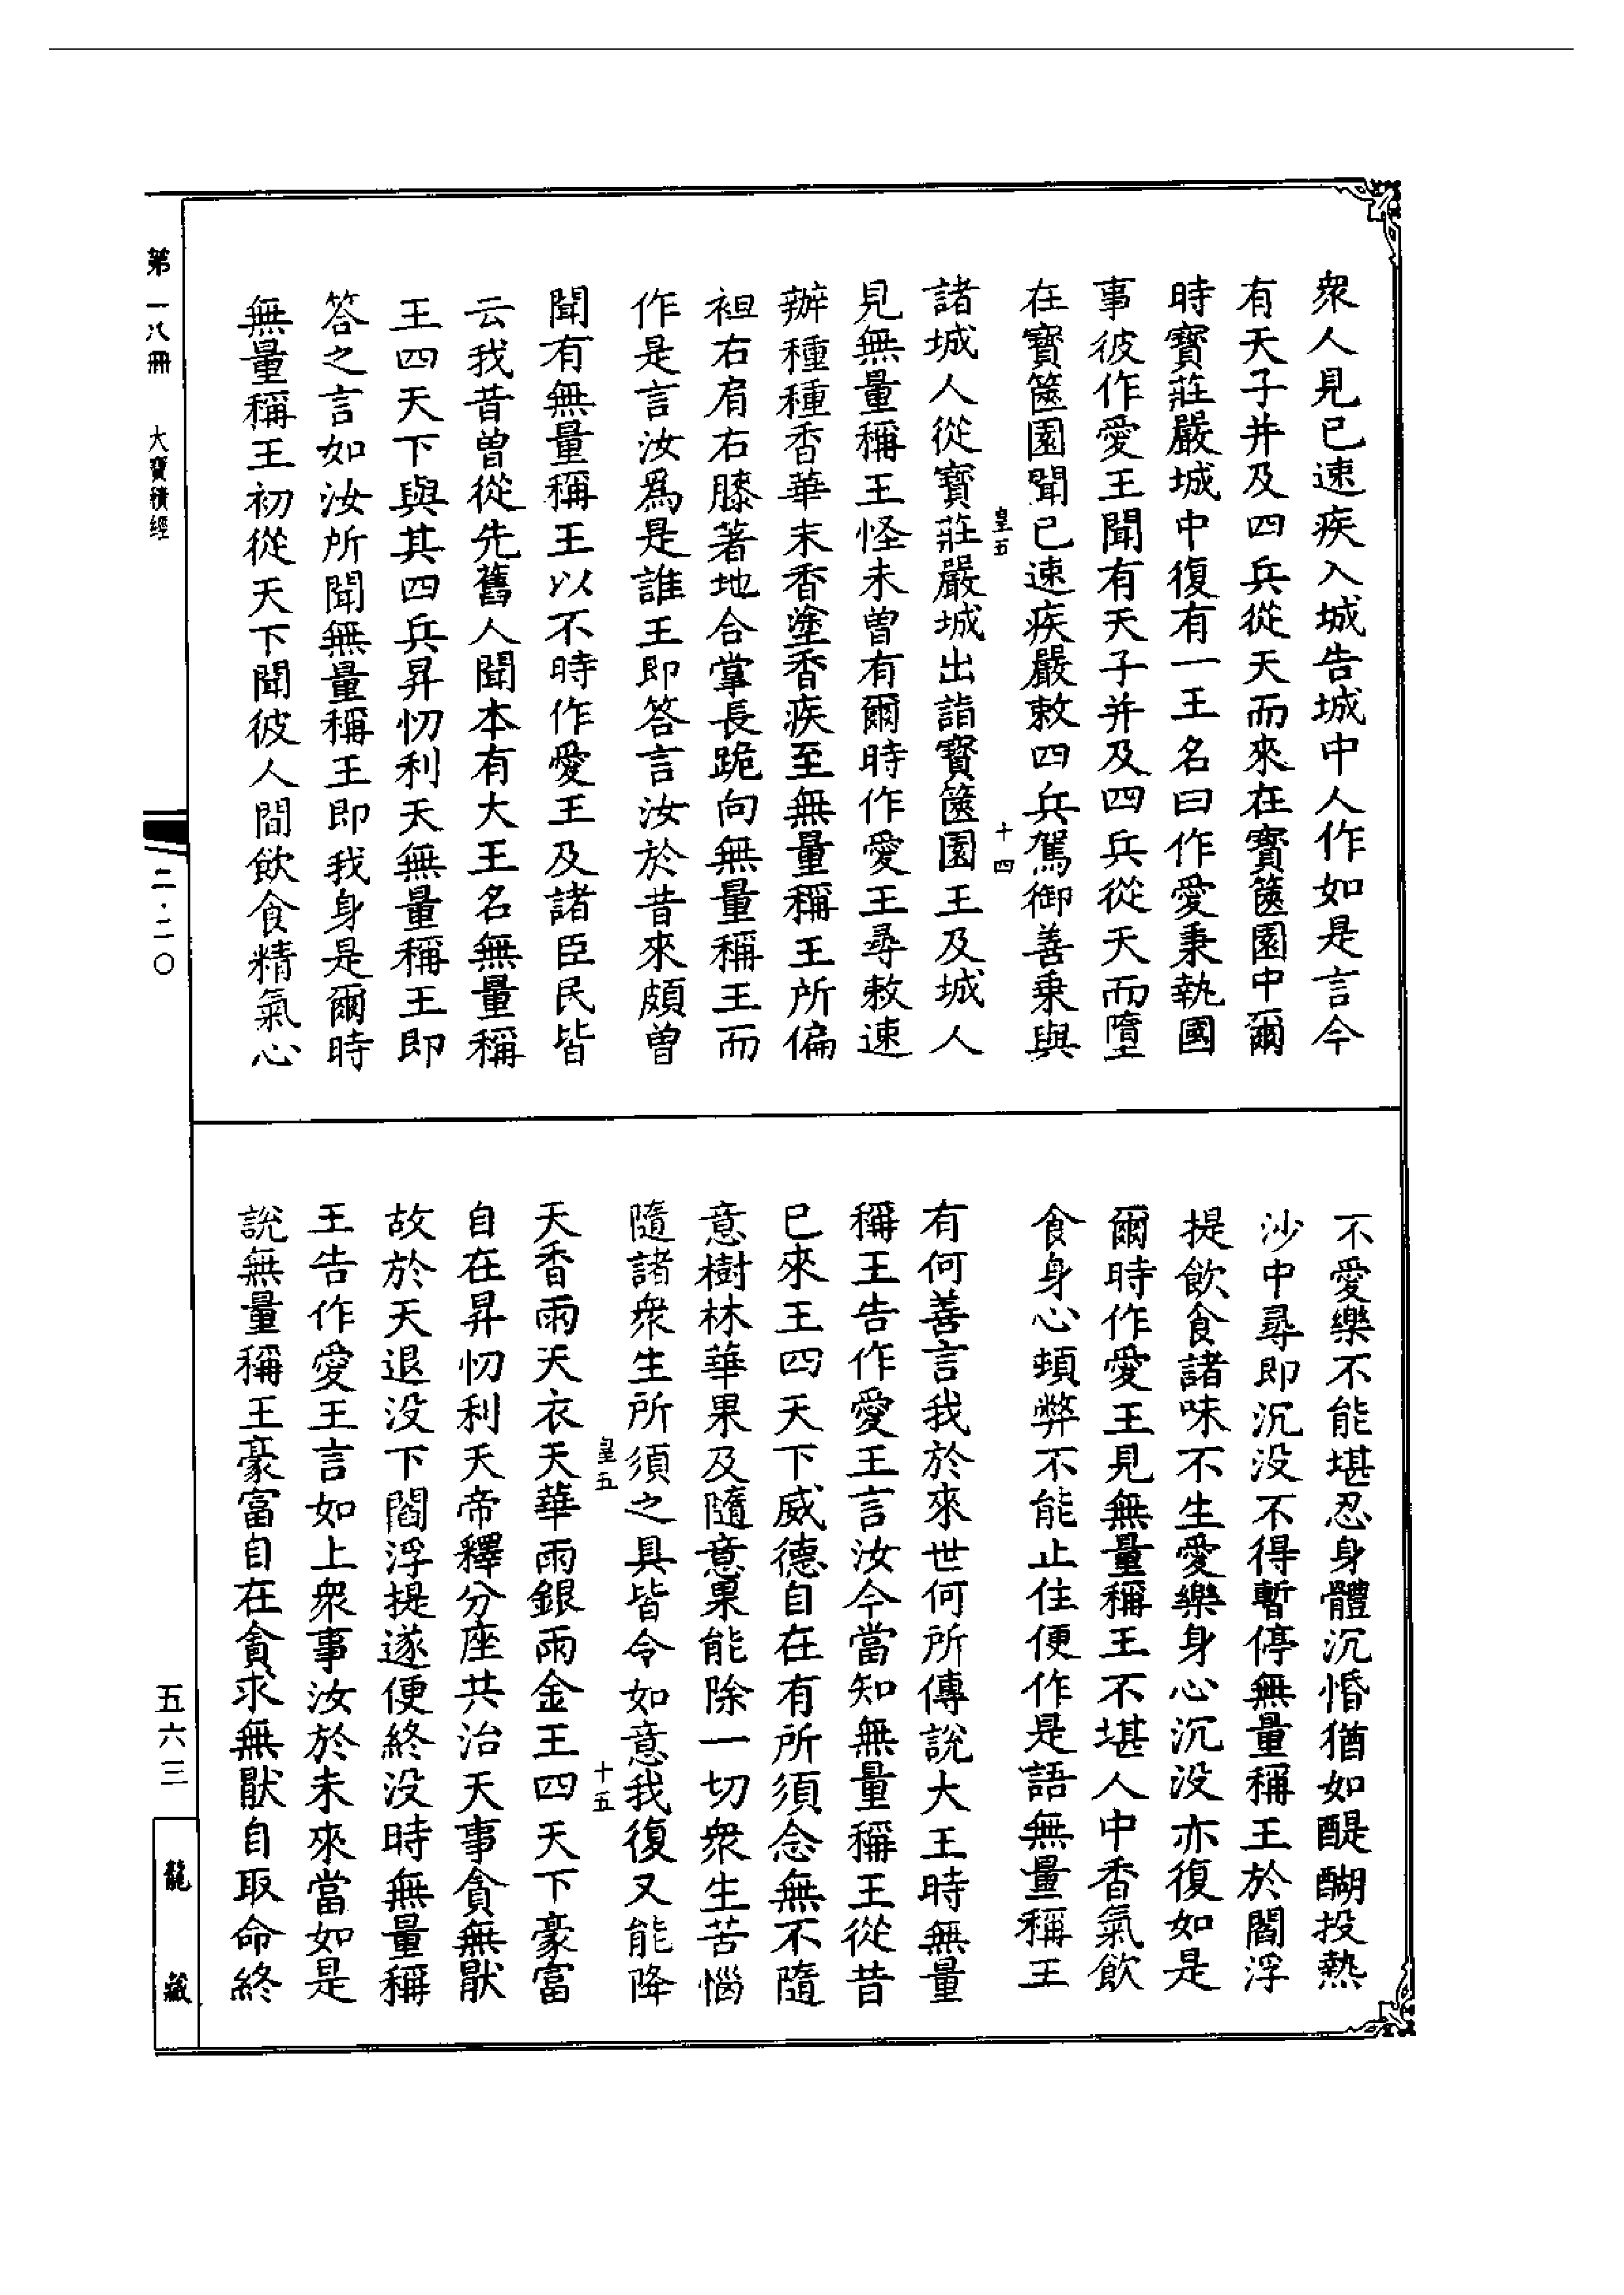 衆人見已速疾入城告城中人作如是言今
有天子并及四兵從天而來在寶篋園中爾
時寶莊嚴城中復有一王名曰作愛秉執國
事彼作愛王聞有天子并及四兵從天而墮
在寶篋園聞已速疾嚴敕四兵駕御善乗與
皇五
十四
諸城人從寶莊嚴城出詣寶篋園王及城人
見無量稱王怪未曾有爾時作愛王尋敕速
辦種種香華末香塗香疾至無量稱王所偏
袒右肩右膝著地合掌長跪向無量稱王而
作是言汝爲是誰王即答言汝於昔來頗曾
聞有無量稱王以不時作愛王及諸臣民皆
云我昔曾從先舊人聞本有大王名無量稱
王四天下與其四兵昇忉利天無量稱王即
答之言如汝所聞無量稱王即我身是爾時
無量稱王初從天下聞彼人間飲食精氣心
不愛樂不能堪忍身體沉惛猶如醍醐投熱
沙中尋即沉没不得暫停無量稱王於閻浮
提飲食諸味不生愛樂身心沉没亦復如是
爾時作愛王見無量稱王不堪人中香氣飲
食身心頓弊不能止住便作是語無量稱王
有何善言我於來世何所傳說大王時無量
稱王告作愛王言汝今當知無量稱王從昔
已來王四天下威德自在有所須念無不隨
意樹林華果及隨意果能除一切衆生苦惱
隨諸衆生所須之具皆令如意我復又能降
皇五
十五
天香雨天衣天華雨銀雨金王四天下豪富
自在昇忉利天帝釋分座共治天事貪無猒
故於天退没下閻浮提遂便終没時無量稱
王告作愛王言如上衆事汝於未來當如是
說無量稱王豪富自在貪求無猒自取命終
第一八冊
大寶積經
二·二〇
五六三
龍藏